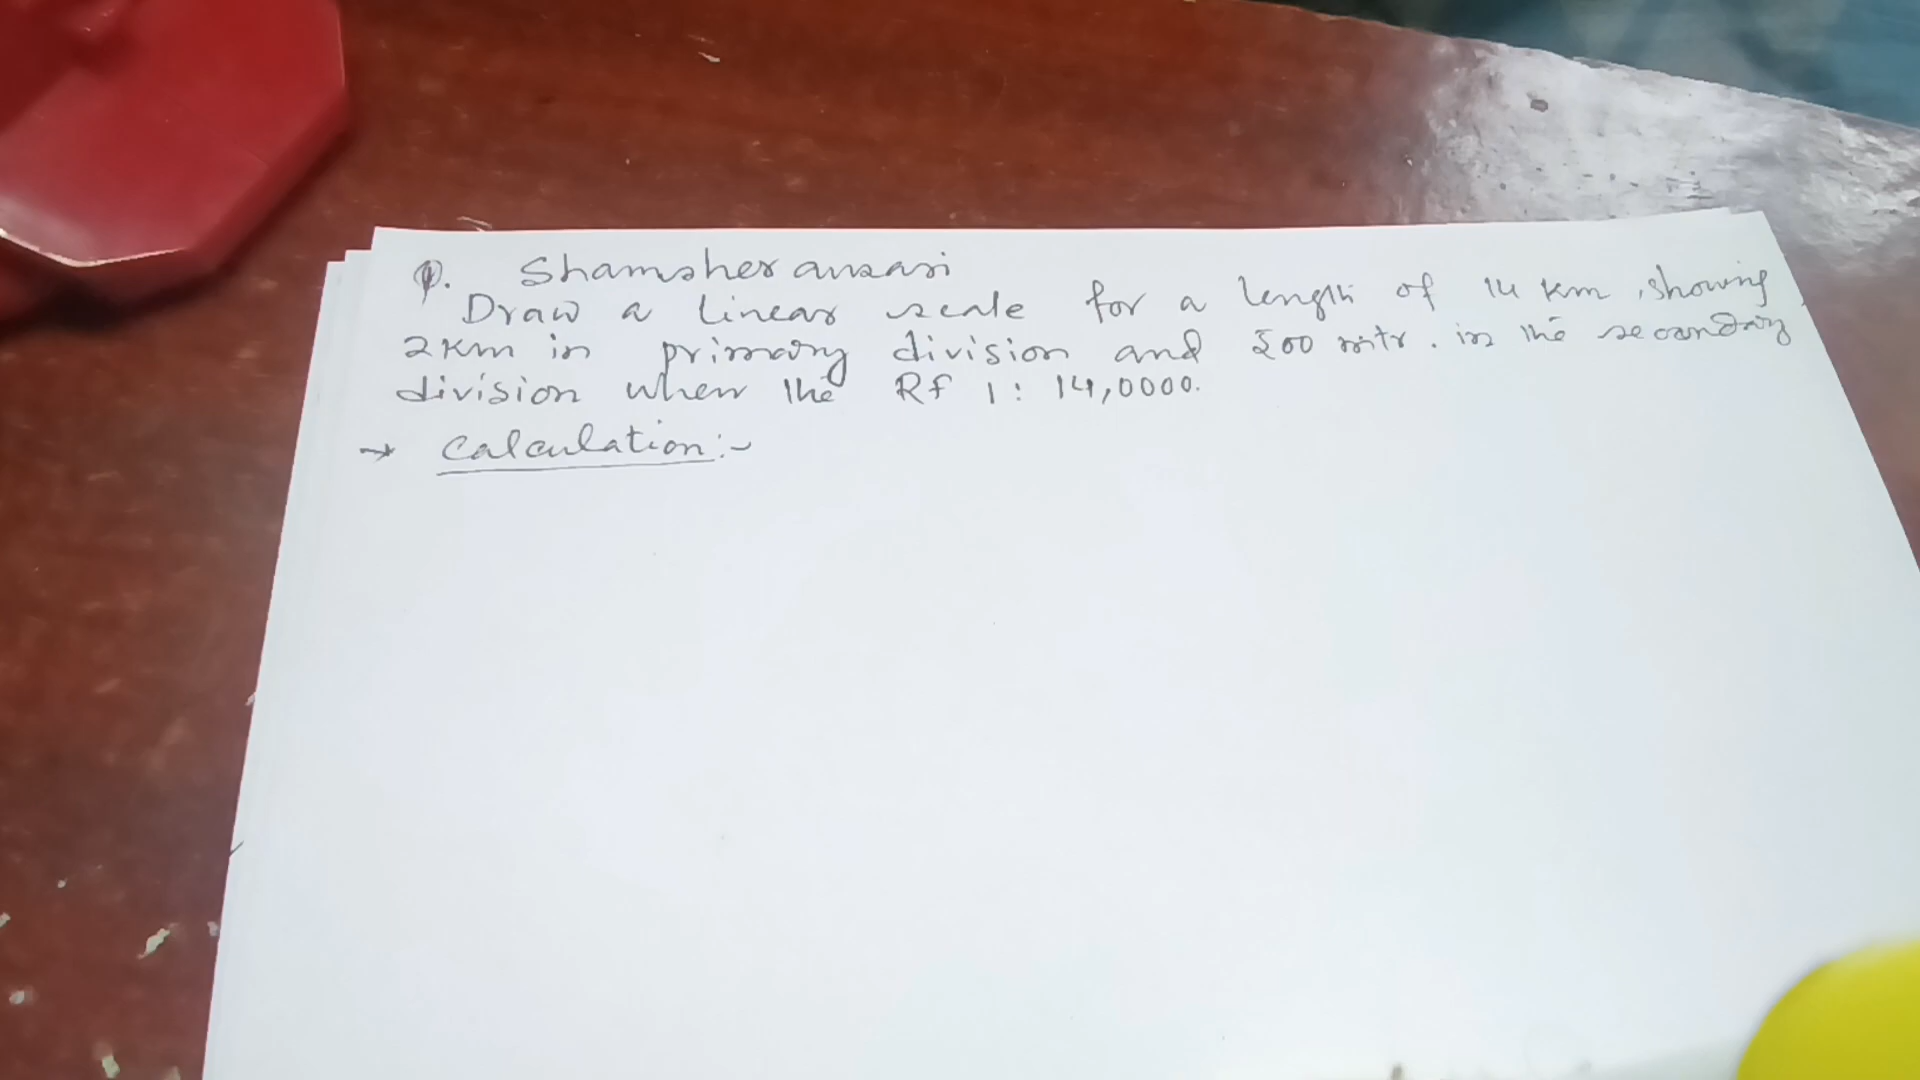 Q. Shamsher ansari
Draw a linear scale for a length of 14 km, showing
2km in primary division and 500 mtr. in the secondary
division when the Rf 1: 14,0000.
→ Calculation:-